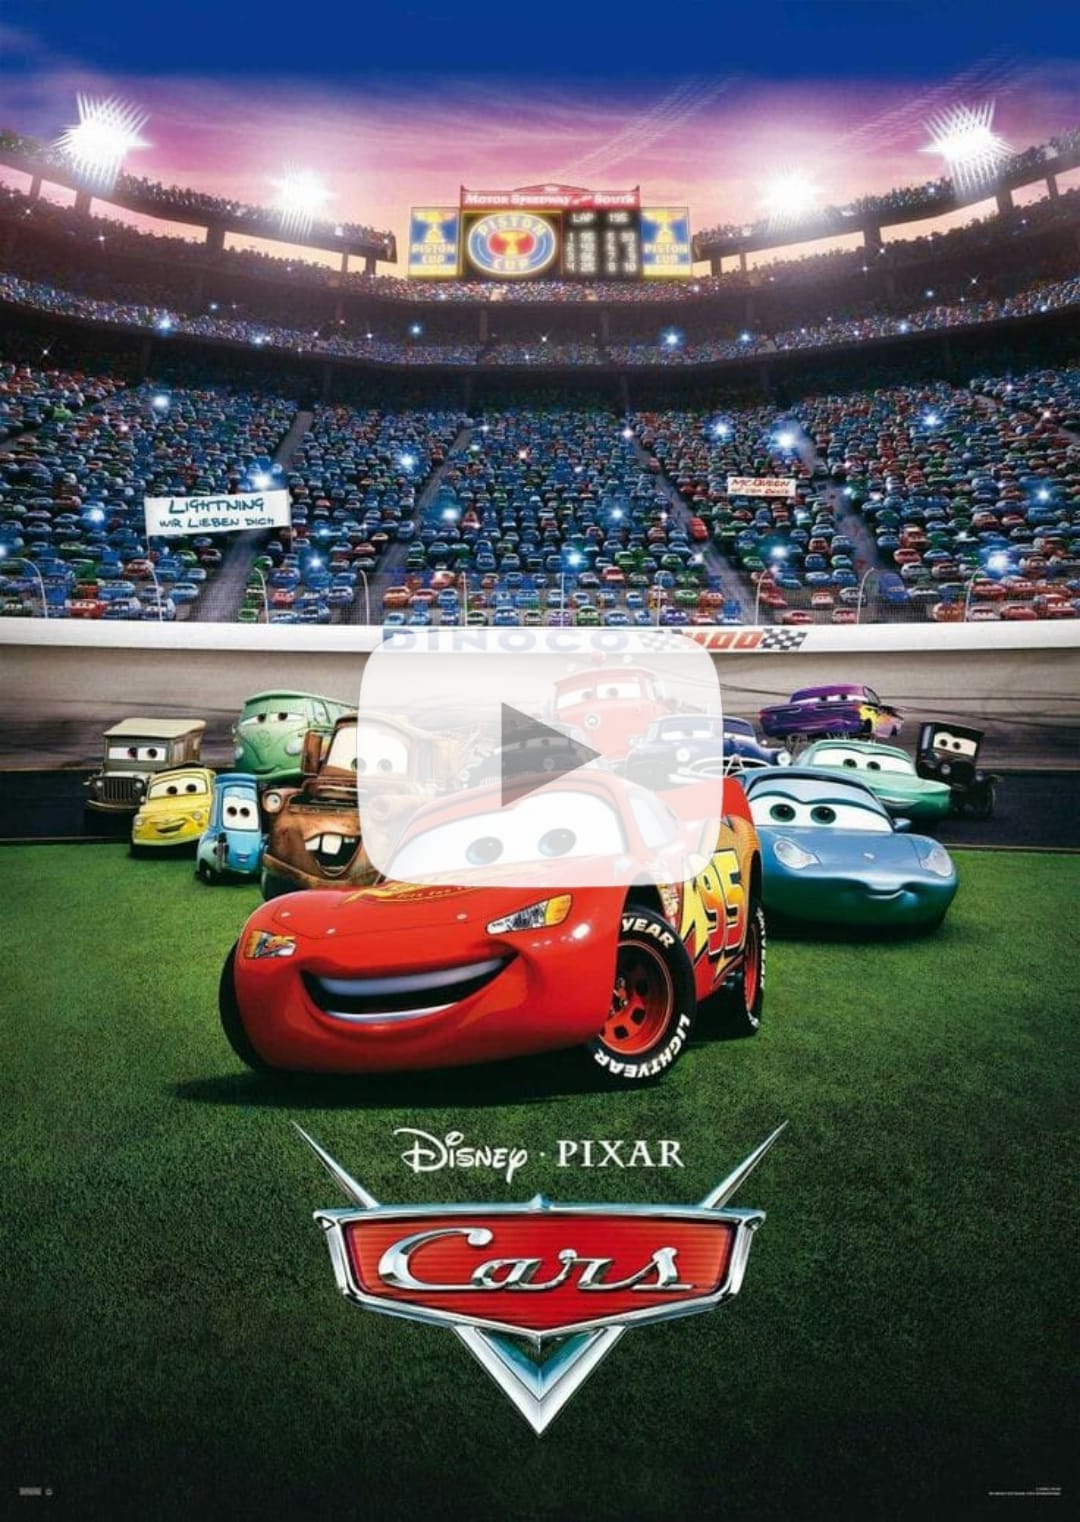 Motor Speedway of the South
PISTON CUP
LAP 195
PISTON
CUP
PISTON
CUP
LIGHTNING
WIR LIEBEN DICH
MCQUEEN
DINOCO 400
95
YEAR
LIGHTYEAR
DISNEY · PIXAR
Cars